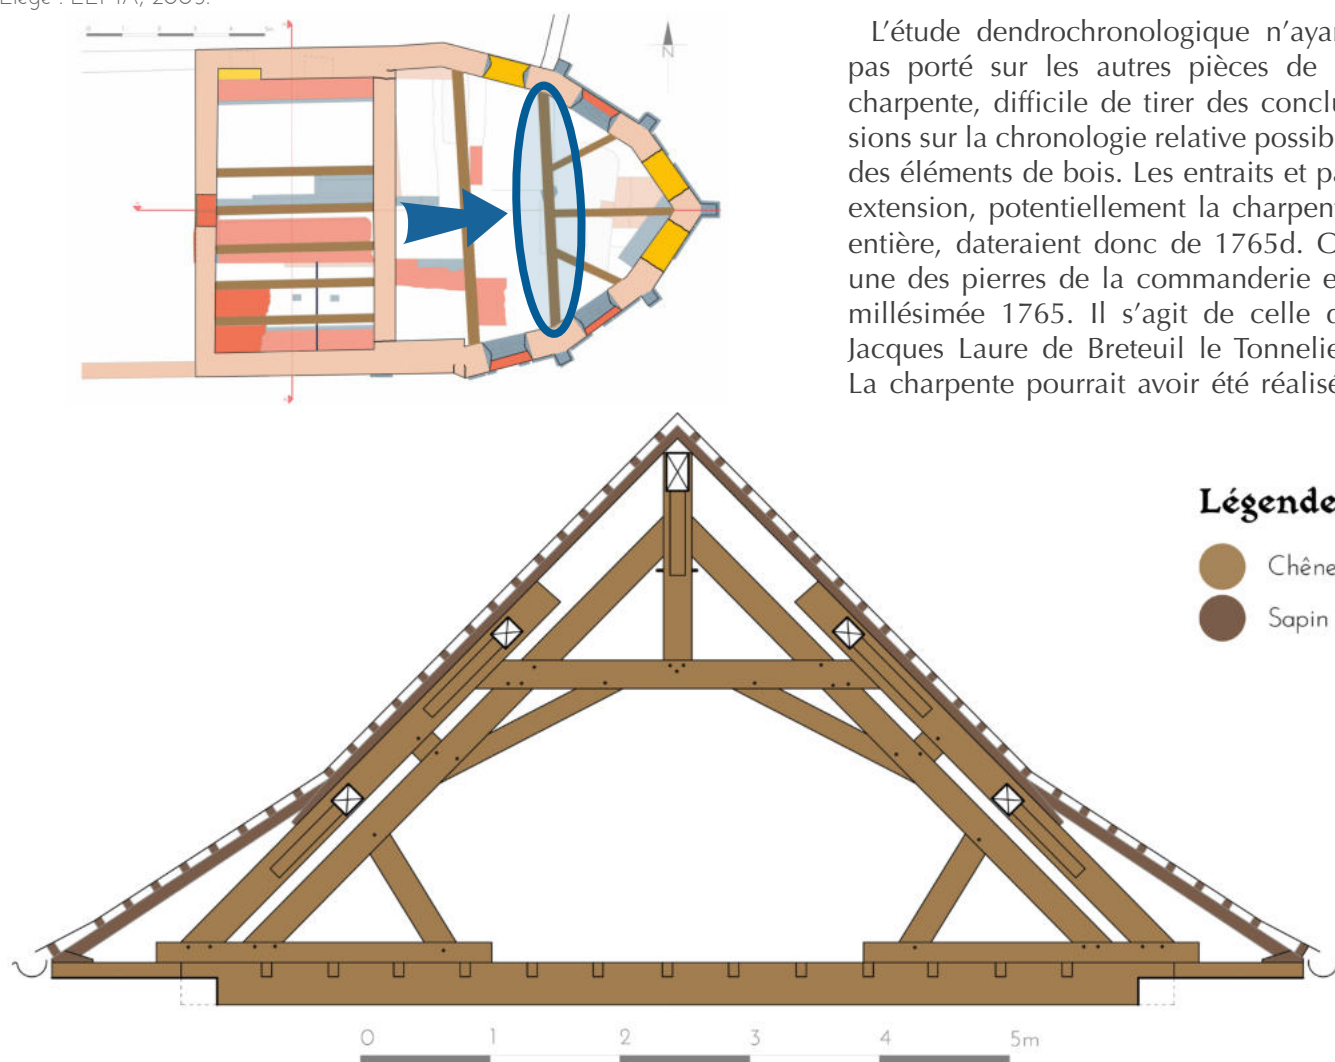 L'étude dendrochronologique n'ayan
pas porté sur les autres pièces de
charpente, difficile de tirer des conclu
sions sur la chronologie relative possib
des éléments de bois. Les entraits et pa
extension, potentiellement la charpent
entière, dateraient donc de 1765d. O
une des pierres de la commanderie e
millésimée 1765. Il s'agit de celle d
Jacques Laure de Breteuil le Tonnelie
La charpente pourrait avoir été réalisé
N
Légende
Chêne
Sapin
0 1 2 3 4 5m